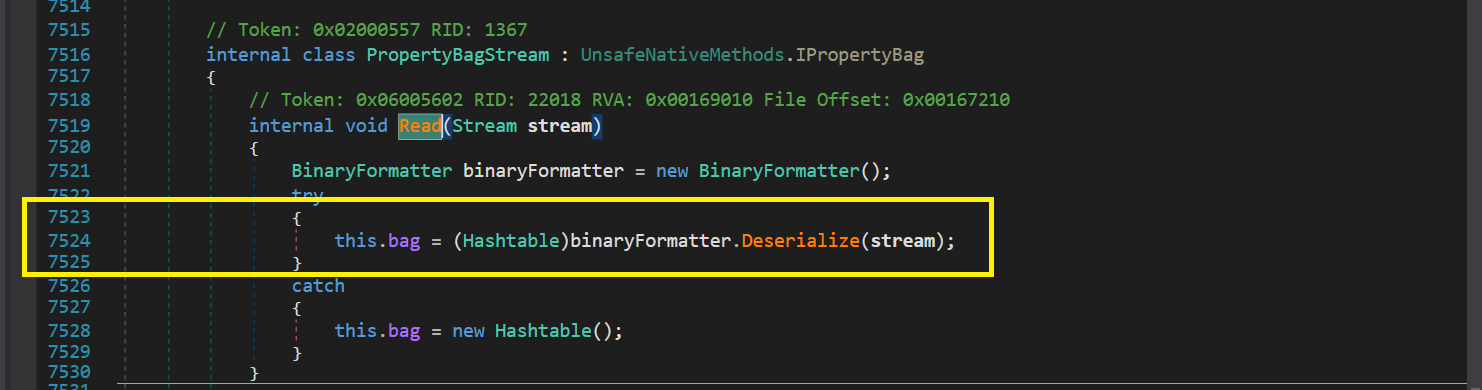 7514
7515 // Token: 0x02000557 RID: 1367
7516 internal class PropertyBagStream : UnsafeNativeMethods.IPropertyBag
7517 {
7518 // Token: 0x06005602 RID: 22018 RVA: 0x00169010 File Offset: 0x00167210
7519 internal void Read(Stream stream)
7520 {
7521 BinaryFormatter binaryFormatter = new BinaryFormatter();
7522 try
7523 {
7524 this.bag = (Hashtable)binaryFormatter.Deserialize(stream);
7525 }
7526 catch
7527 {
7528 this.bag = new Hashtable();
7529 }
7530 }
7531